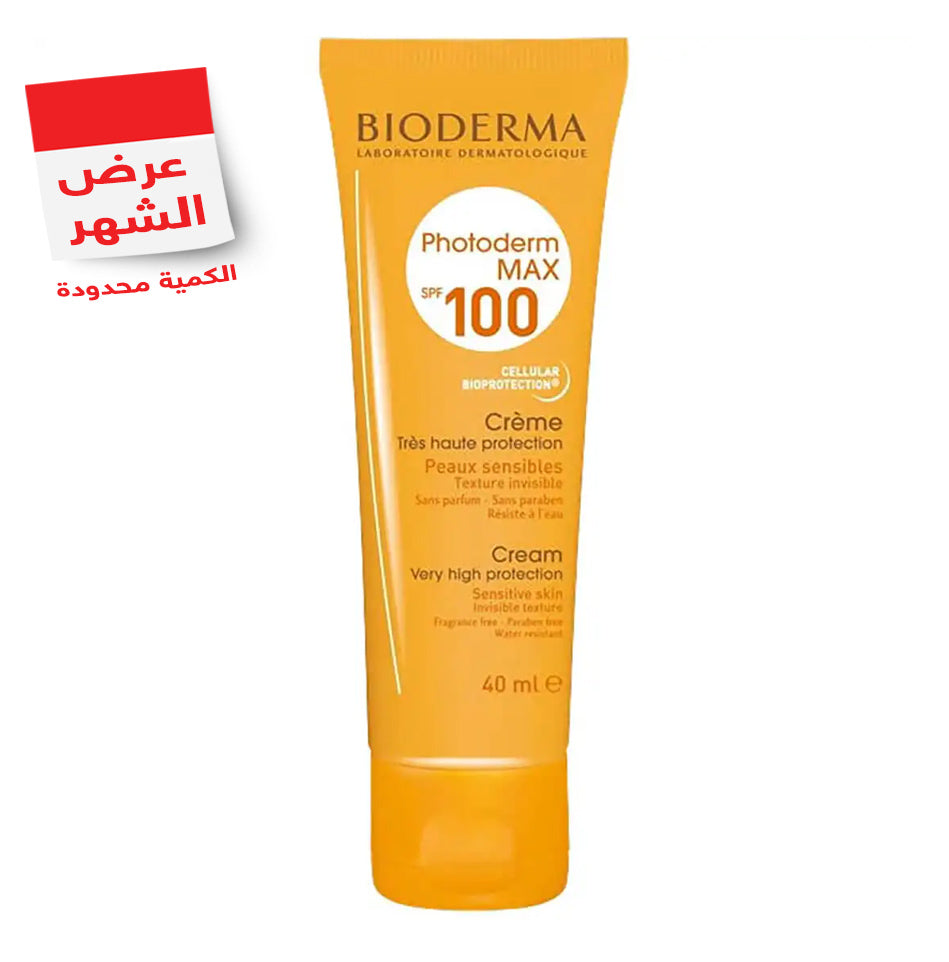 عرض
الشهر
الكمية محدودة
BIODERMA
LABORATOIRE DERMATOLOGIQUE
Photoderm
MAX
SPF 100
CELLULAR
BIOPROTECTION®
Crème
Très haute protection
Peaux sensibles
Texture invisible
Sans parfum - Sans paraben
Résiste à l'eau
Cream
Very high protection
Sensitive skin
Invisible texture
Fragrance free - Paraben free
Water resistant
40 ml ℮